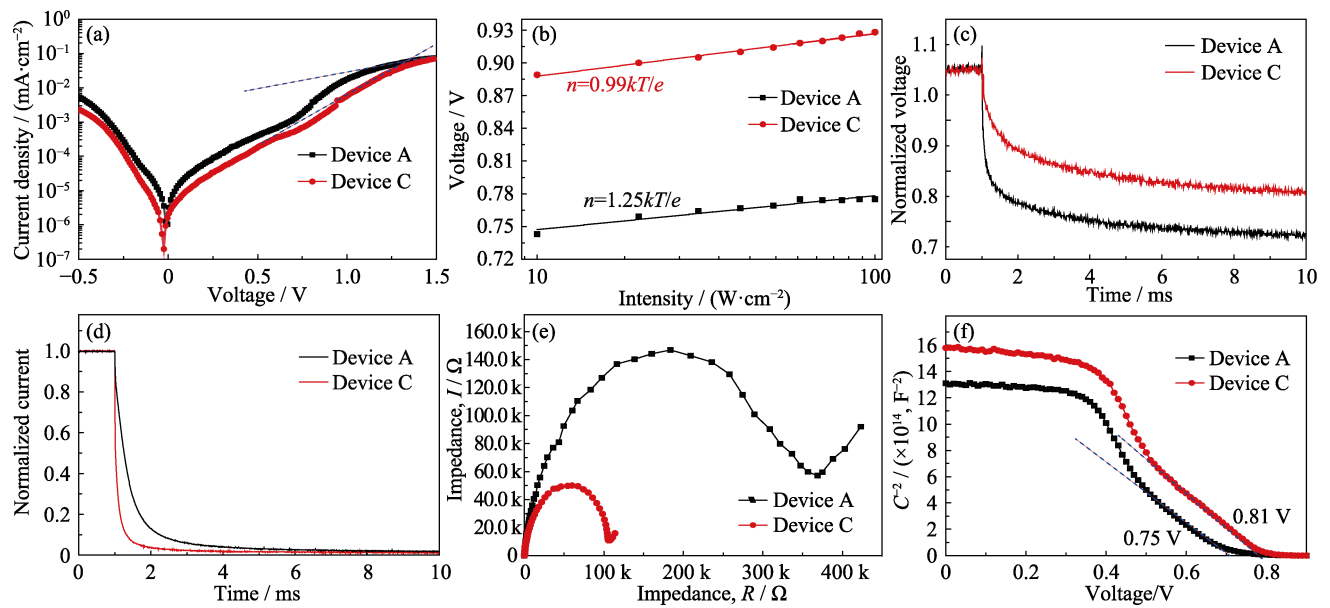 (a)
Current density / (mA·cm⁻²)
10⁰
10⁻¹
10⁻²
10⁻³
10⁻⁴
10⁻⁵
10⁻⁶
10⁻⁷
Device A
Device C
−0.5 0 0.5 1.0 1.5
Voltage / V
(b)
Voltage / V
0.93
0.90
0.87
0.84
0.81
0.78
0.75
0.72
n=0.99kT/e
Device A
Device C
n=1.25kT/e
10 100
Intensity / (W·cm⁻²)
(c)
Normalized voltage
1.1
1.0
0.9
0.8
0.7
Device A
Device C
0 2 4 6 8 10
Time / ms
(d)
Normalized current
1.0
0.8
0.6
0.4
0.2
0
Device A
Device C
0 2 4 6 8 10
Time / ms
(e)
Impedance, I / Ω
160.0 k
140.0 k
120.0 k
100.0 k
80.0 k
60.0 k
40.0 k
20.0 k
0.0
Device A
Device C
0 100 k 200 k 300 k 400 k
Impedance, R / Ω
(f)
C⁻² / (×10¹⁴, F⁻²)
16
14
12
10
8
6
4
2
0
Device A
Device C
0.81 V
0.75 V
0 0.2 0.4 0.6 0.8
Voltage/V